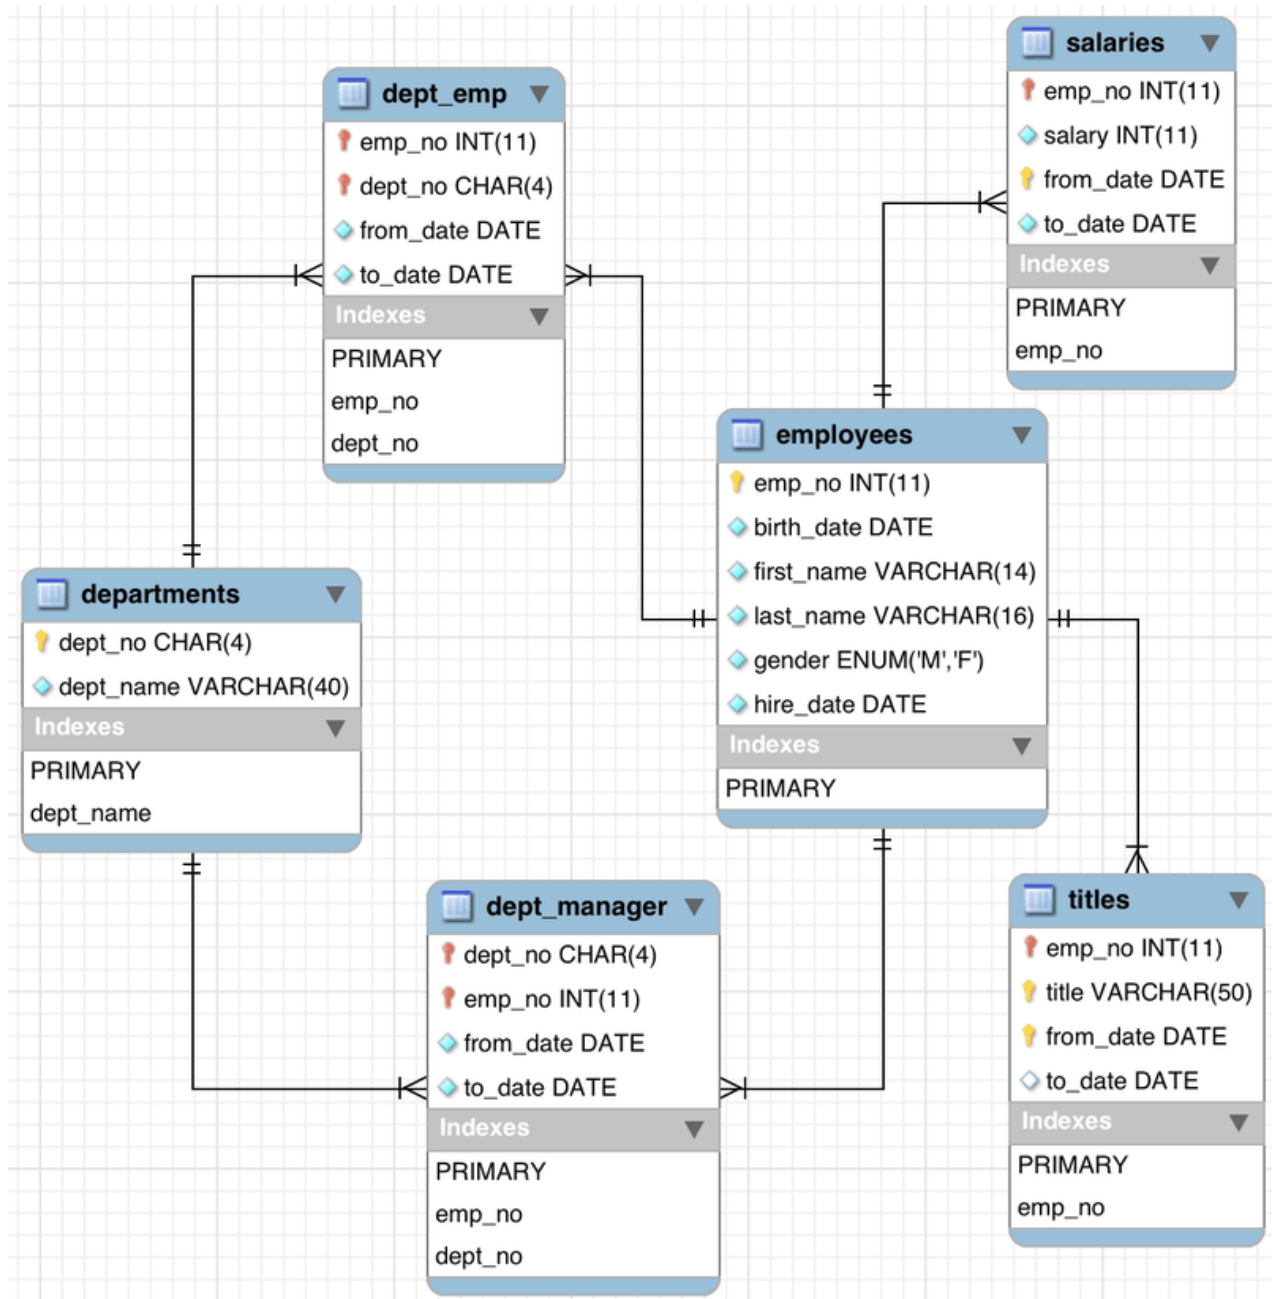 dept_emp
emp_no INT(11)
dept_no CHAR(4)
from_date DATE
to_date DATE
Indexes
PRIMARY
emp_no
dept_no
salaries
emp_no INT(11)
salary INT(11)
from_date DATE
to_date DATE
Indexes
PRIMARY
emp_no
departments
dept_no CHAR(4)
dept_name VARCHAR(40)
Indexes
PRIMARY
dept_name
employees
emp_no INT(11)
birth_date DATE
first_name VARCHAR(14)
last_name VARCHAR(16)
gender ENUM('M','F')
hire_date DATE
Indexes
PRIMARY
dept_manager
dept_no CHAR(4)
emp_no INT(11)
from_date DATE
to_date DATE
Indexes
PRIMARY
emp_no
dept_no
titles
emp_no INT(11)
title VARCHAR(50)
from_date DATE
to_date DATE
Indexes
PRIMARY
emp_no